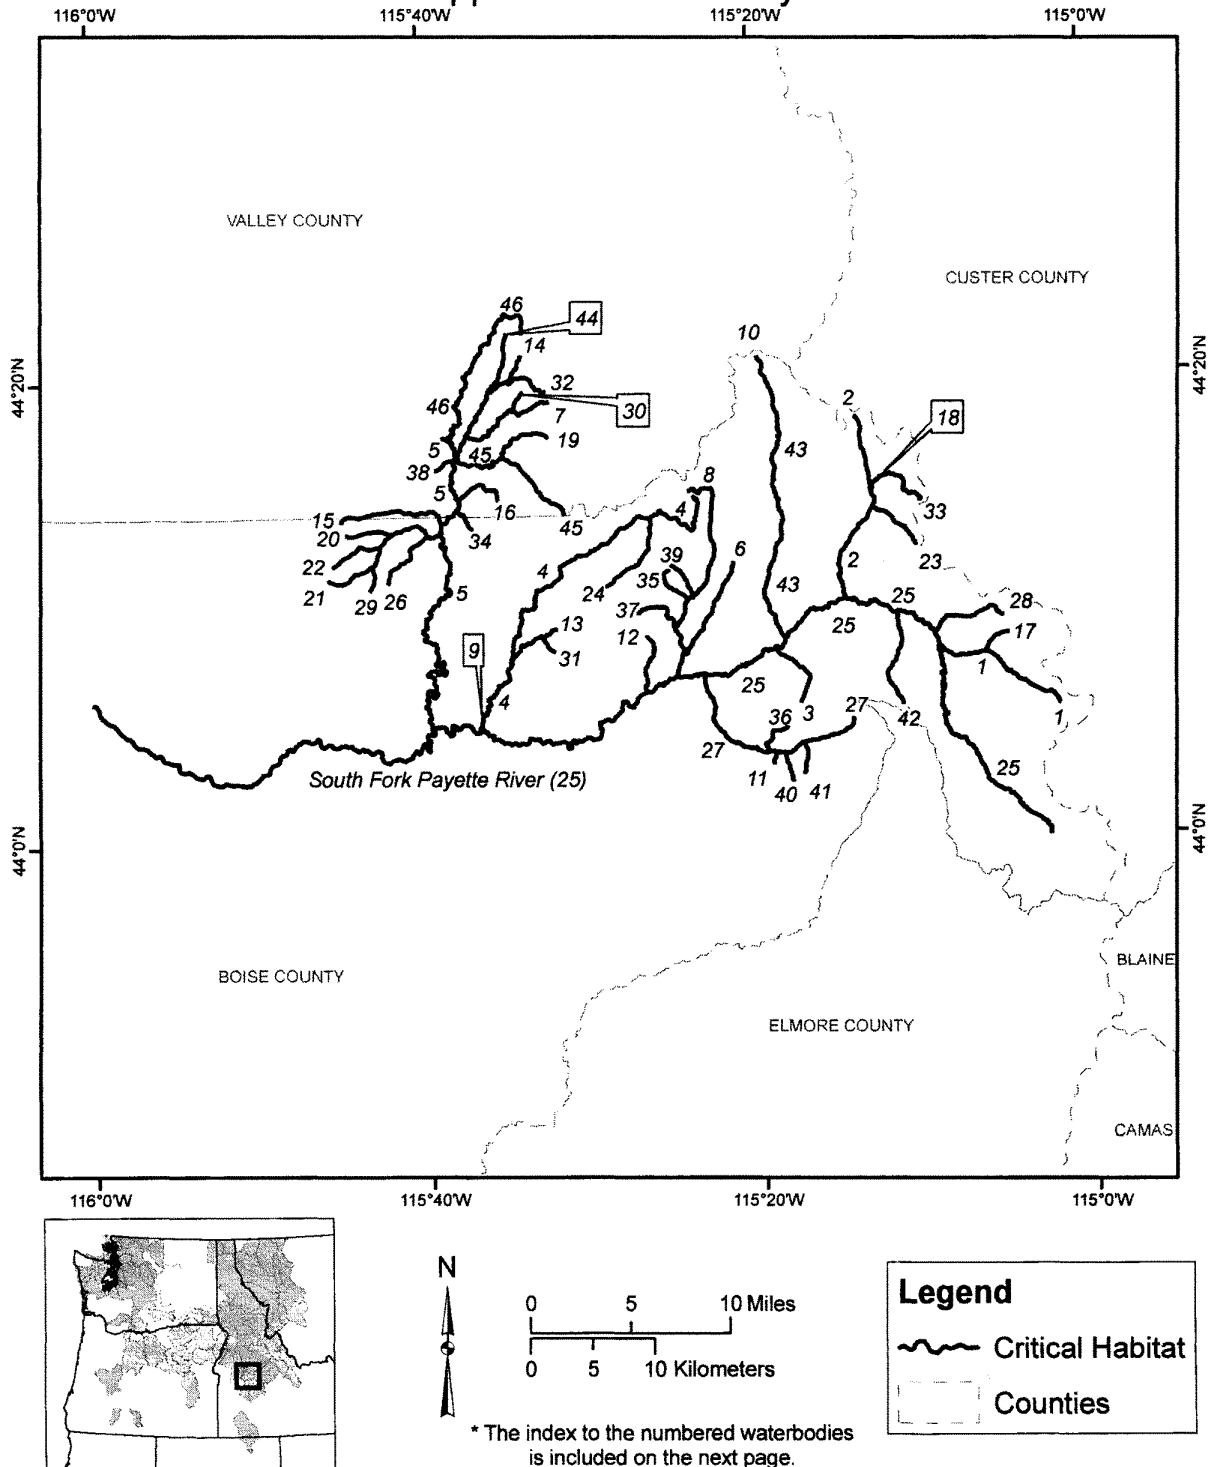 116°0'W 115°40'W 115°20'W 115°0'W
VALLEY COUNTY
CUSTER COUNTY
46
44
14
10
44°20'N
44°20'N
32
2
46
30
7
18
5
45
19
43
38
8
5
16
4
33
15
45
34
20
39
6
2
23
22
4
35
43
25
21
29
26
5
24
28
37
13
25
17
12
31
9
1
4
25
3
27
42
1
36
27
25
11
South Fork Payette River (25)
40
41
44°0'N
44°0'N
BOISE COUNTY
BLAINE
ELMORE COUNTY
CAMAS
116°0'W 115°40'W 115°20'W 115°0'W
N
0 5 10 Miles
0 5 10 Kilometers
Legend
Critical Habitat
Counties
* The index to the numbered waterbodies
is included on the next page.